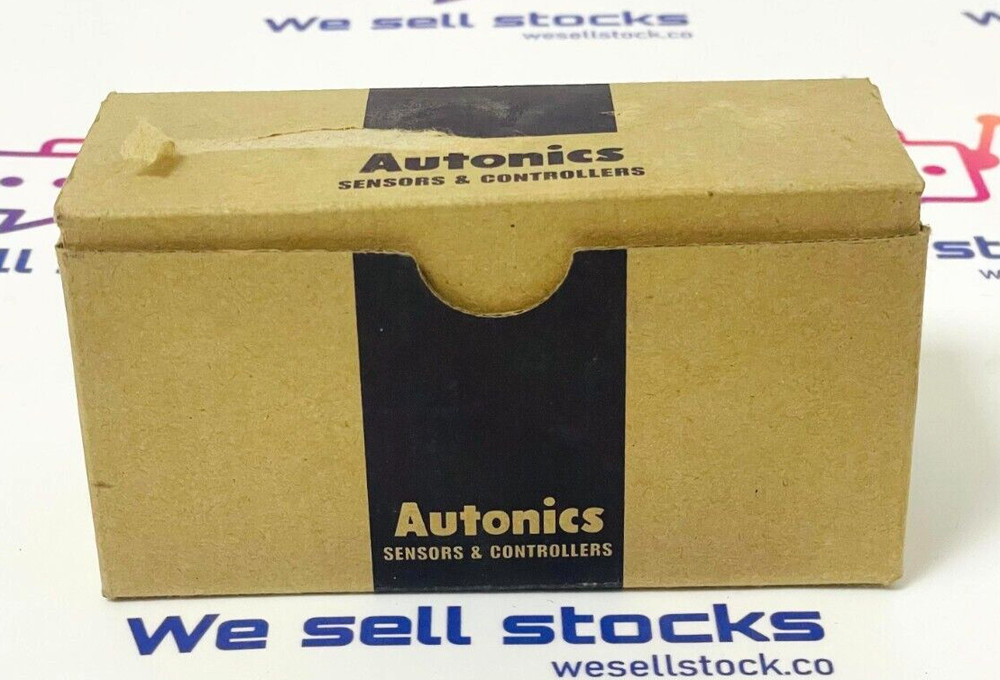 We sell stocks
wesellstock.co
Autonics
SENSORS & CONTROLLERS
Autonics
SENSORS & CONTROLLERS
We sell stocks
wesellstock.co